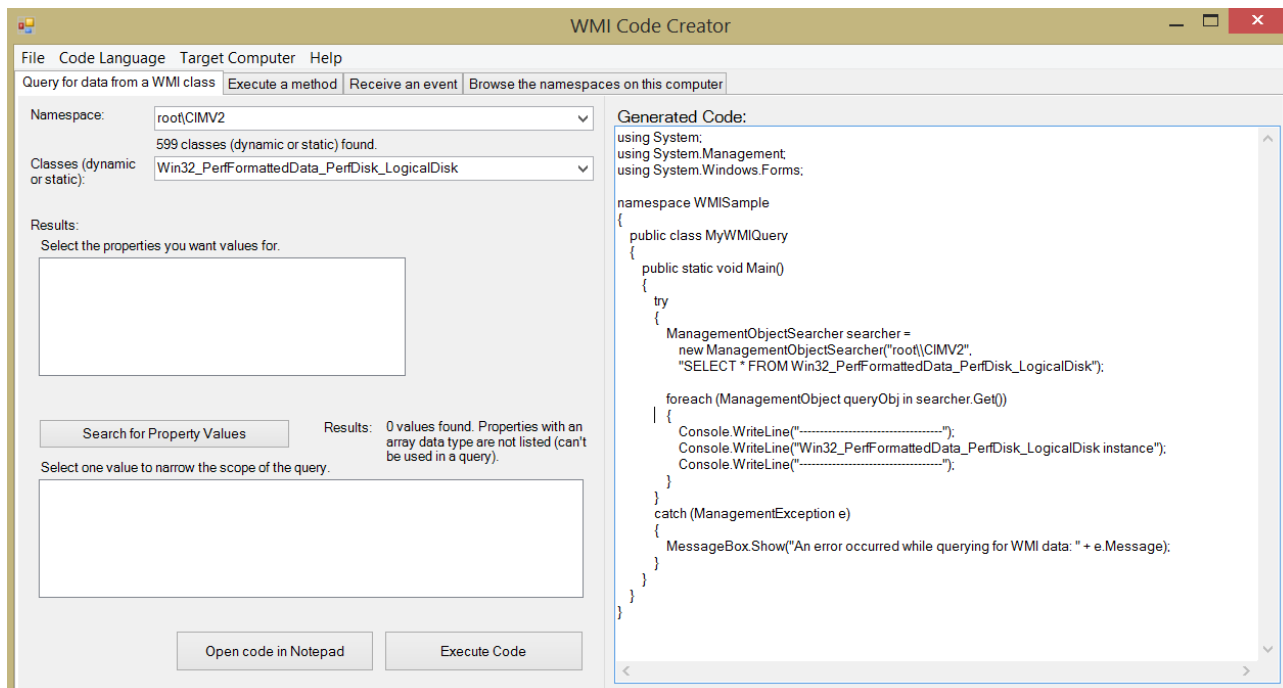 WMI Code Creator
File Code Language Target Computer Help
Query for data from a WMI class Execute a method Receive an event Browse the namespaces on this computer
Namespace: root\CIMV2
599 classes (dynamic or static) found.
Classes (dynamic
or static): Win32_PerfFormattedData_PerfDisk_LogicalDisk
Results:
Select the properties you want values for.
Search for Property Values
Results: 0 values found. Properties with an
array data type are not listed (can't
be used in a query).
Select one value to narrow the scope of the query.
Open code in Notepad
Execute Code
Generated Code:
using System;
using System.Management;
using System.Windows.Forms;
namespace WMISample
{
public class MyWMIQuery
{
public static void Main()
{
try
{
ManagementObjectSearcher searcher =
new ManagementObjectSearcher("root\\CIMV2",
"SELECT * FROM Win32_PerfFormattedData_PerfDisk_LogicalDisk");
foreach (ManagementObject queryObj in searcher.Get())
{
Console.WriteLine("-----------------------------------");
Console.WriteLine("Win32_PerfFormattedData_PerfDisk_LogicalDisk instance");
Console.WriteLine("-----------------------------------");
}
}
catch (ManagementException e)
{
MessageBox.Show("An error occurred while querying for WMI data: " + e.Message);
}
}
}
}